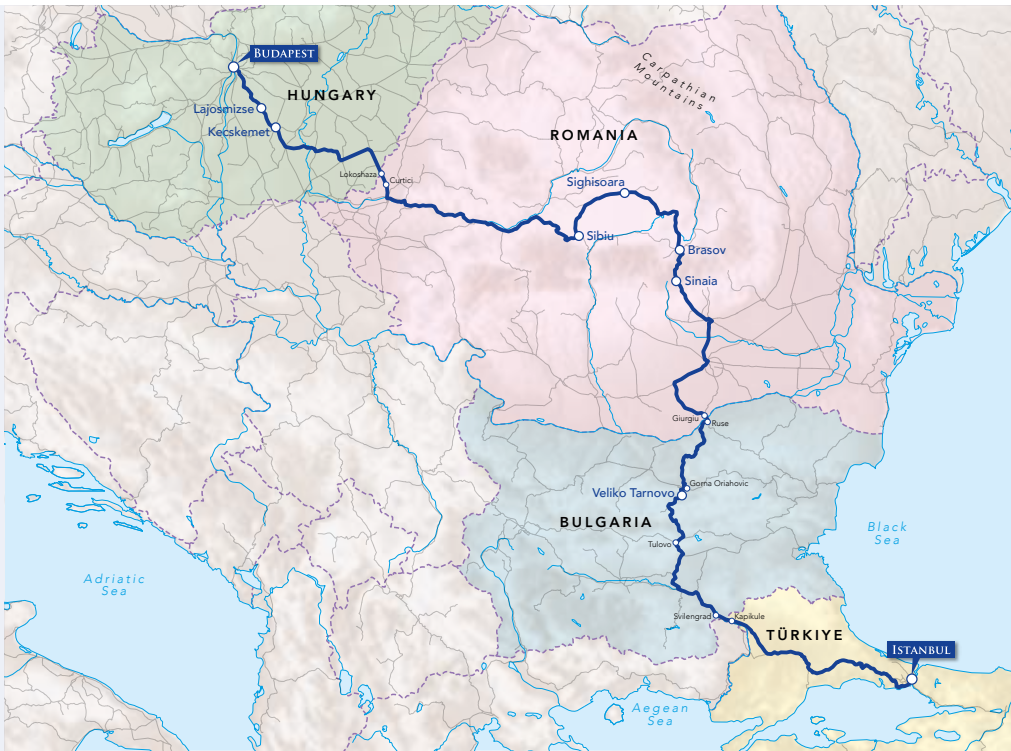 BUDAPEST
HUNGARY
Lajosmizse
Kecskemet
Lokoshaza
Curtici
Carpathian
Mountains
ROMANIA
Sighisoara
Sibiu
Brasov
Sinaia
Giurgiu
Ruse
Gorna Oriahovic
Veliko Tarnovo
BULGARIA
Tulovo
Black
Sea
Adriatic
Sea
Svilengrad
Kapikule
TÜRKIYE
ISTANBUL
Aegean
Sea